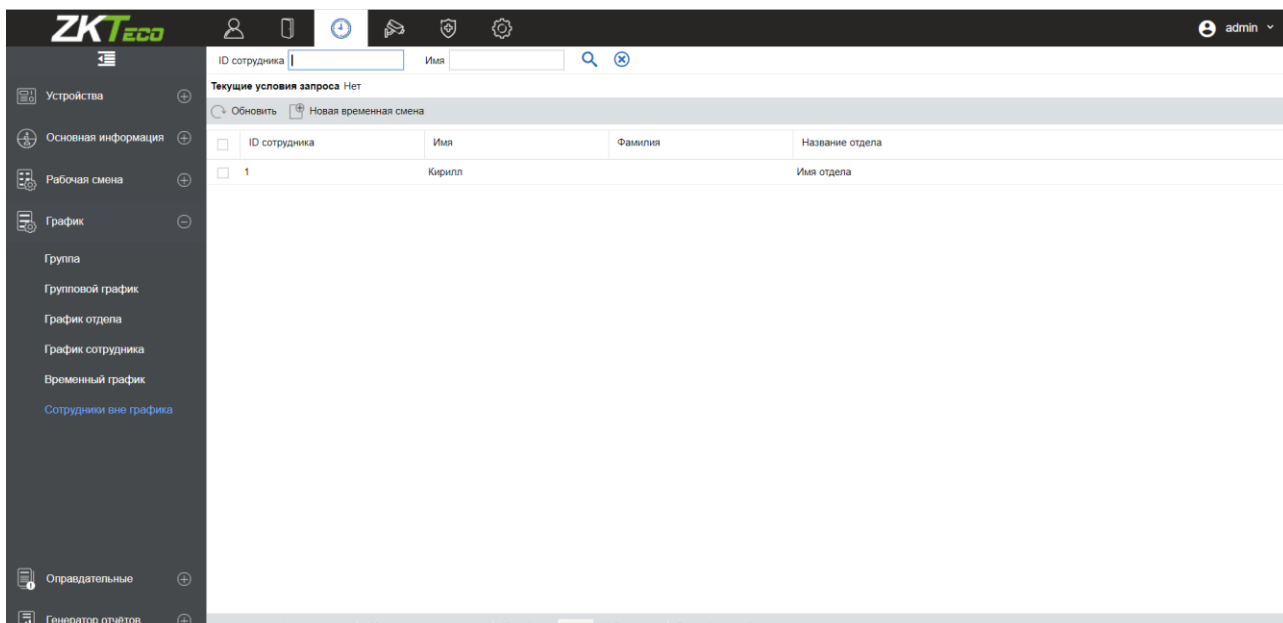 ZKTeco
admin
ID сотрудника Имя
Текущие условия запроса Нет
Обновить Новая временная смена
ID сотрудника Имя Фамилия Название отдела
1 Кирилл Имя отдела
Устройства
Основная информация
Рабочая смена
График
Группа
Групповой график
График отдела
График сотрудника
Временный график
Сотрудники вне графика
Оправдательные
Генератор отчётов